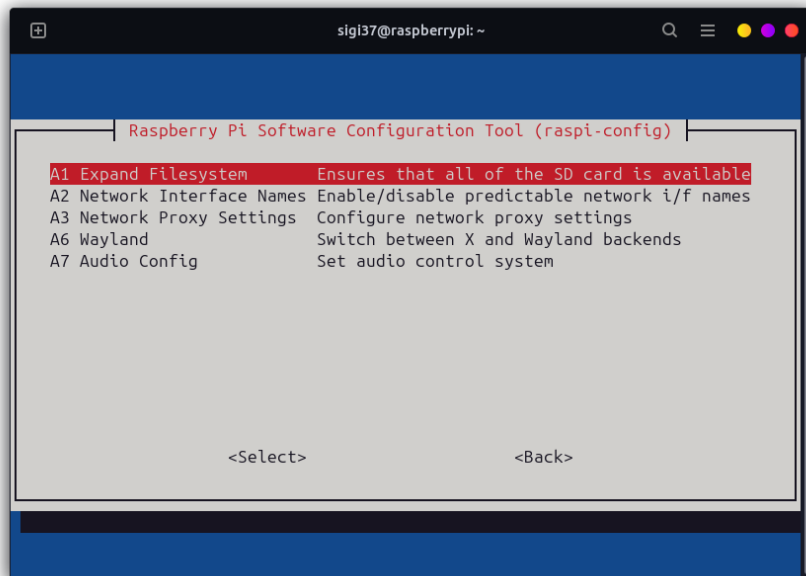 sigi37@raspberrypi: ~
Raspberry Pi Software Configuration Tool (raspi-config)
A1 Expand Filesystem Ensures that all of the SD card is available
A2 Network Interface Names Enable/disable predictable network i/f names
A3 Network Proxy Settings Configure network proxy settings
A6 Wayland Switch between X and Wayland backends
A7 Audio Config Set audio control system
<Select> <Back>